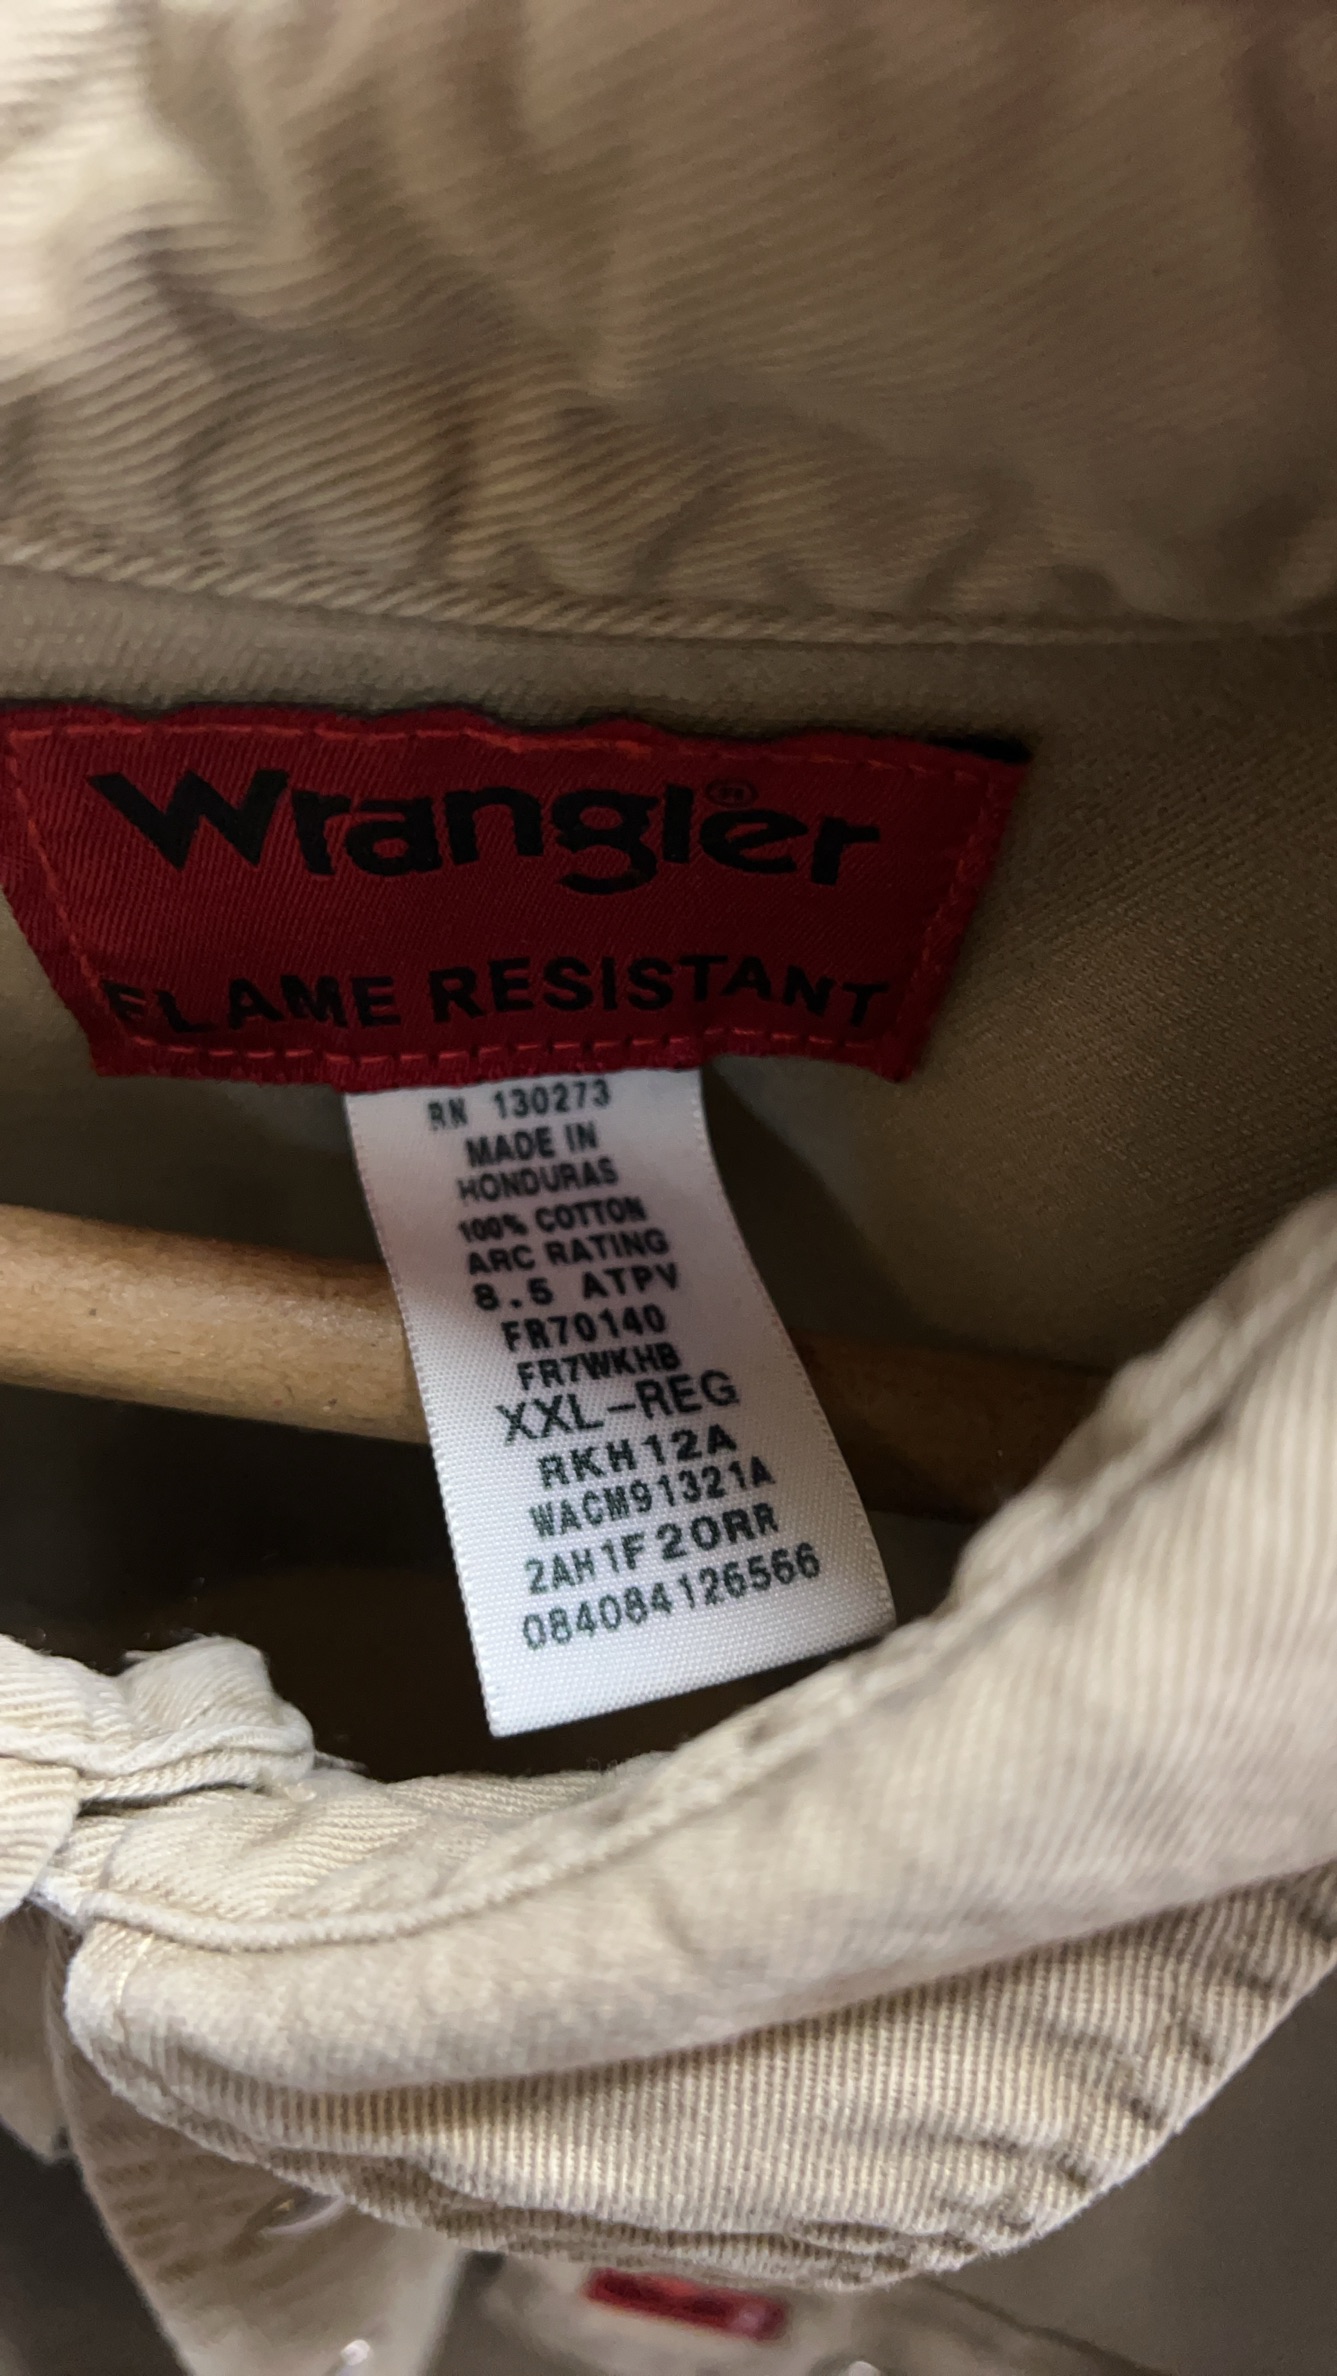 Wrangler
FLAME RESISTANT
RN 130273
MADE IN
HONDURAS
100% COTTON
ARC RATING
8.5 ATPV
FR70140
FR7WKHB
XXL-REG
RKH12A
WACM91321A
2AH1F20RR
084084126566